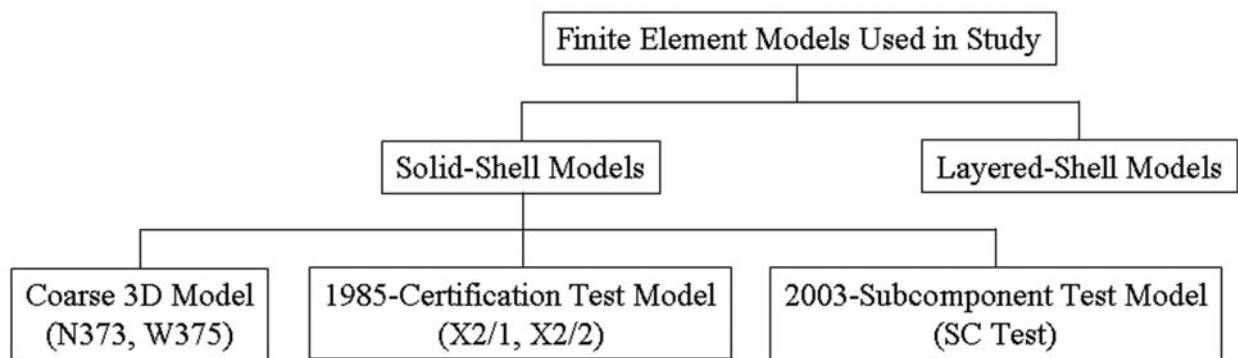 Finite Element Models Used in Study
Solid-Shell Models
Layered-Shell Models
Coarse 3D Model
(N373, W375)
1985-Certification Test Model
(X2/1, X2/2)
2003-Subcomponent Test Model
(SC Test)